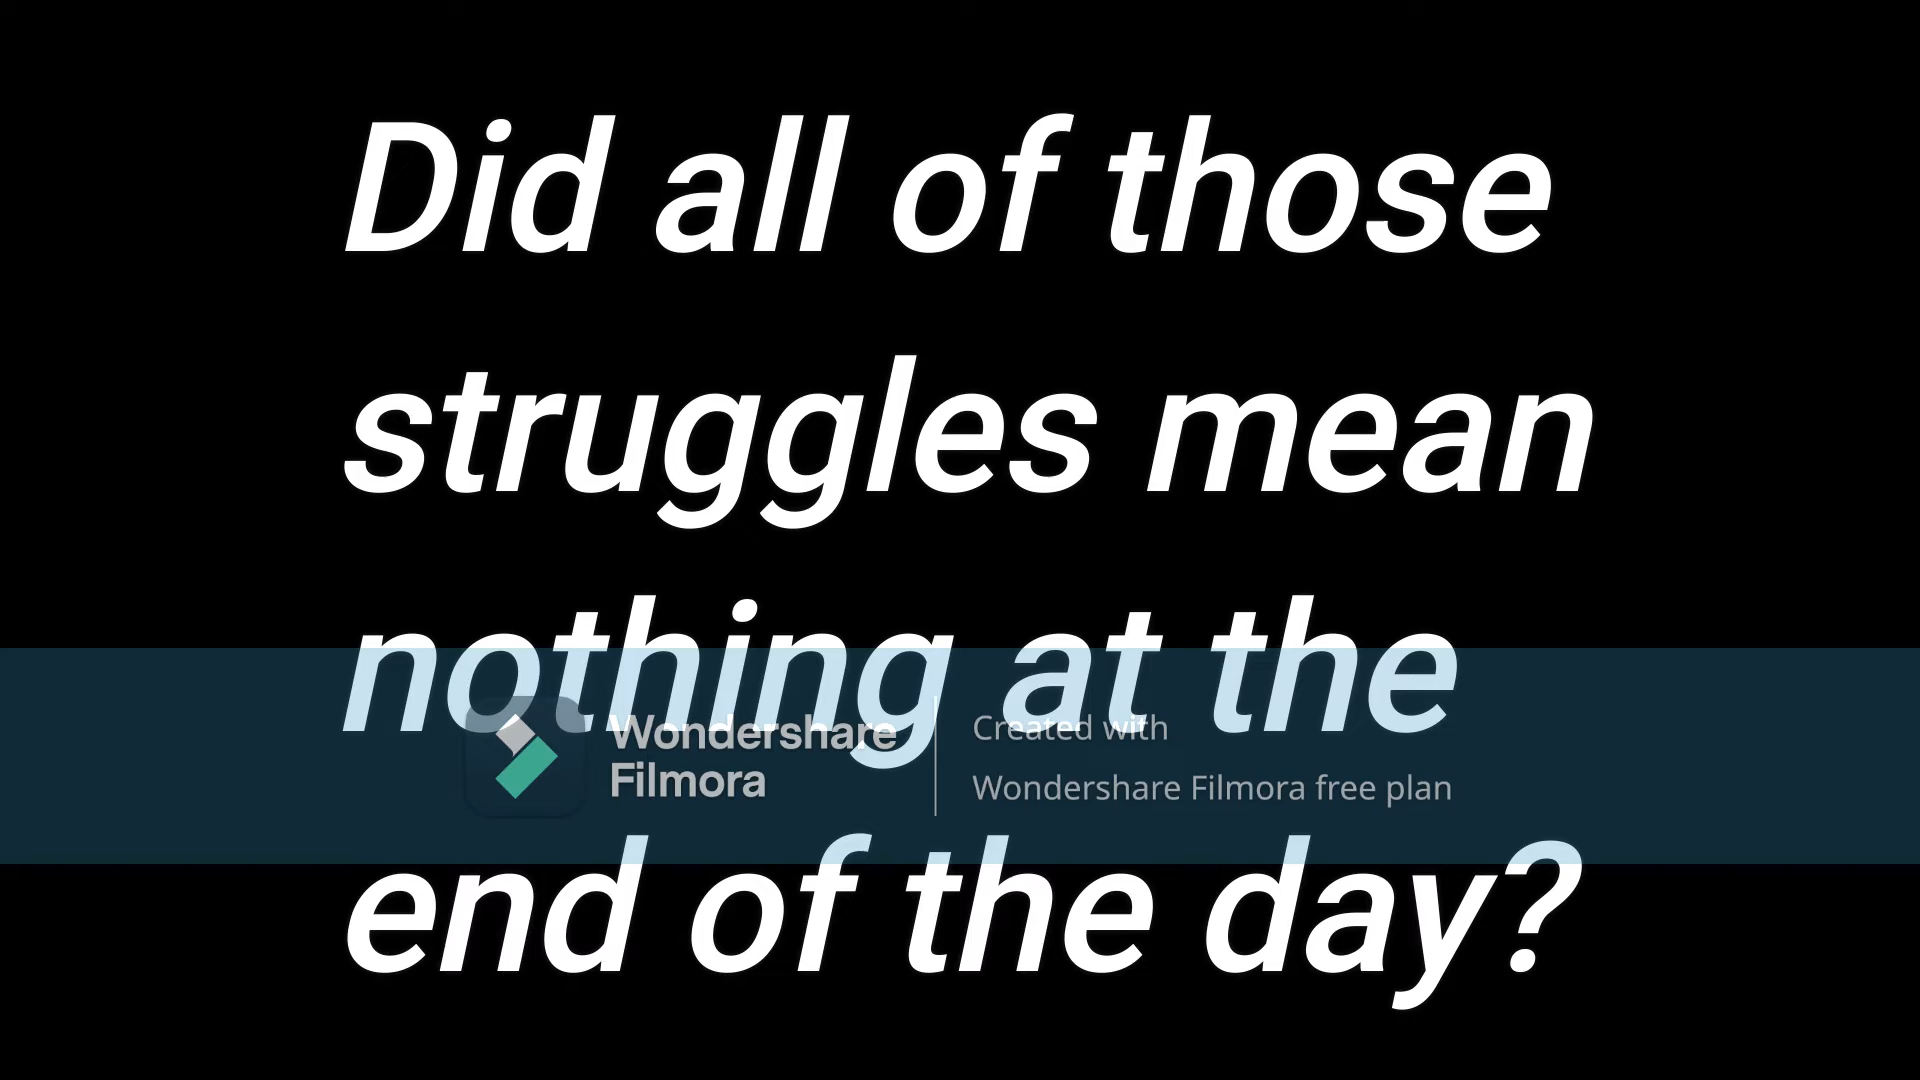 Did all of those
struggles mean
nothing at the
Wondershare
Filmora
Created with
Wondershare Filmora free plan
end of the day?